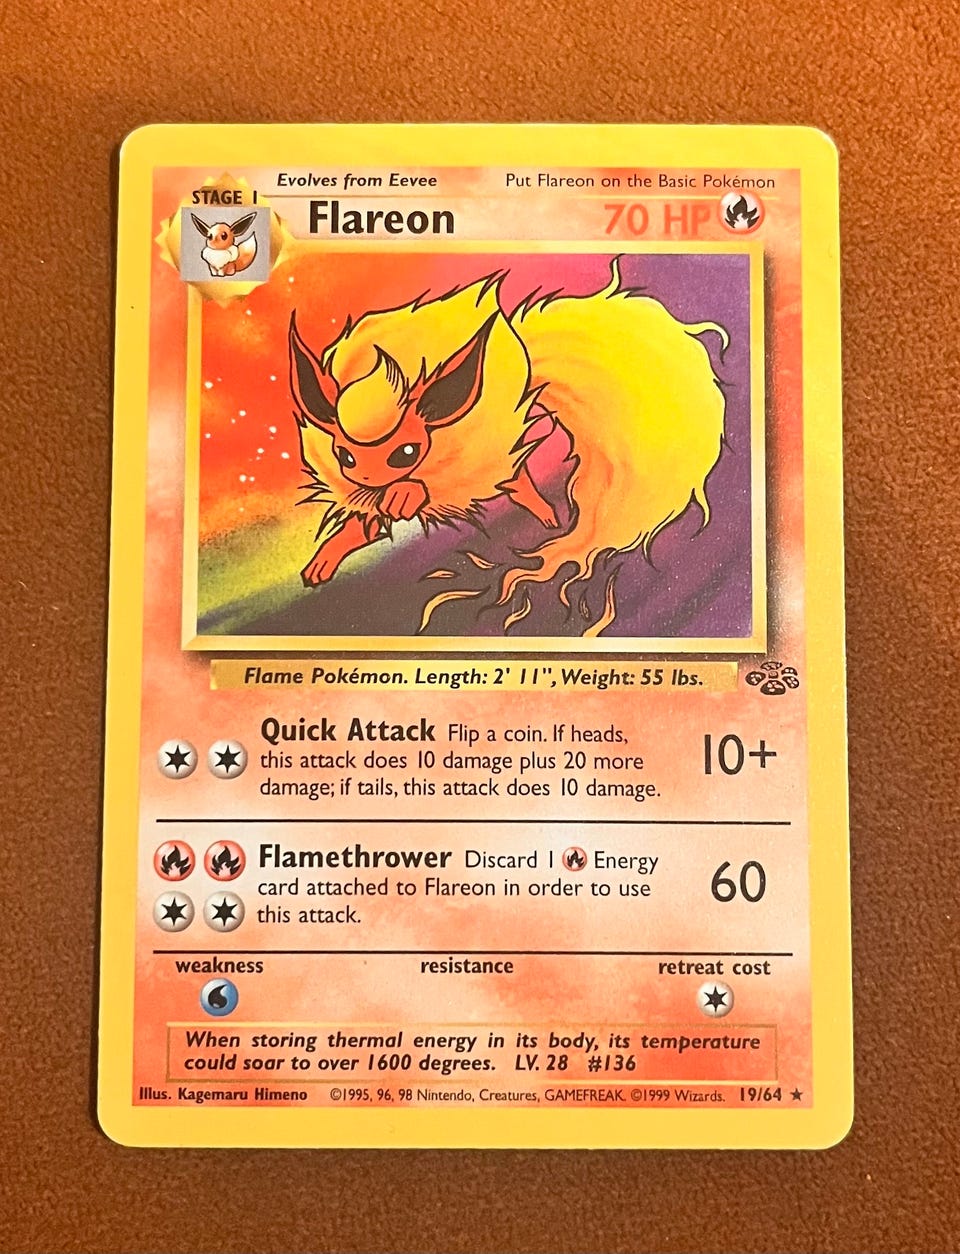 Evolves from Eevee
Put Flareon on the Basic Pokémon
STAGE 1
Flareon
70 HP
Flame Pokémon. Length: 2' 11", Weight: 55 lbs.
Quick Attack Flip a coin. If heads,
this attack does 10 damage plus 20 more
damage; if tails, this attack does 10 damage.
10+
Flamethrower Discard 1 Energy
card attached to Flareon in order to use
this attack.
60
weakness
resistance
retreat cost
When storing thermal energy in its body, its temperature
could soar to over 1600 degrees. LV. 28 #136
Illus. Kagemaru Himeno
©1995, 96, 98 Nintendo, Creatures, GAMEFREAK. ©1999 Wizards.
19/64 ★